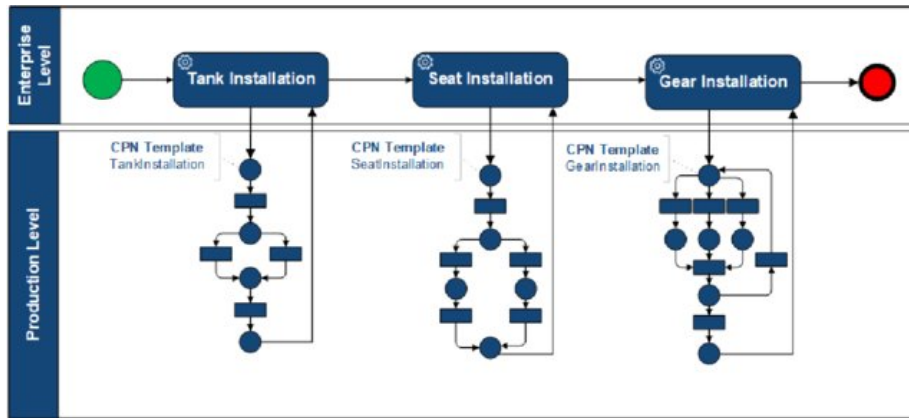 Enterprise
Level
Tank Installation
Seat Installation
Gear Installation
Production Level
CPN Template
TankInstallation
CPN Template
SeatInstallation
CPN Template
GearInstallation